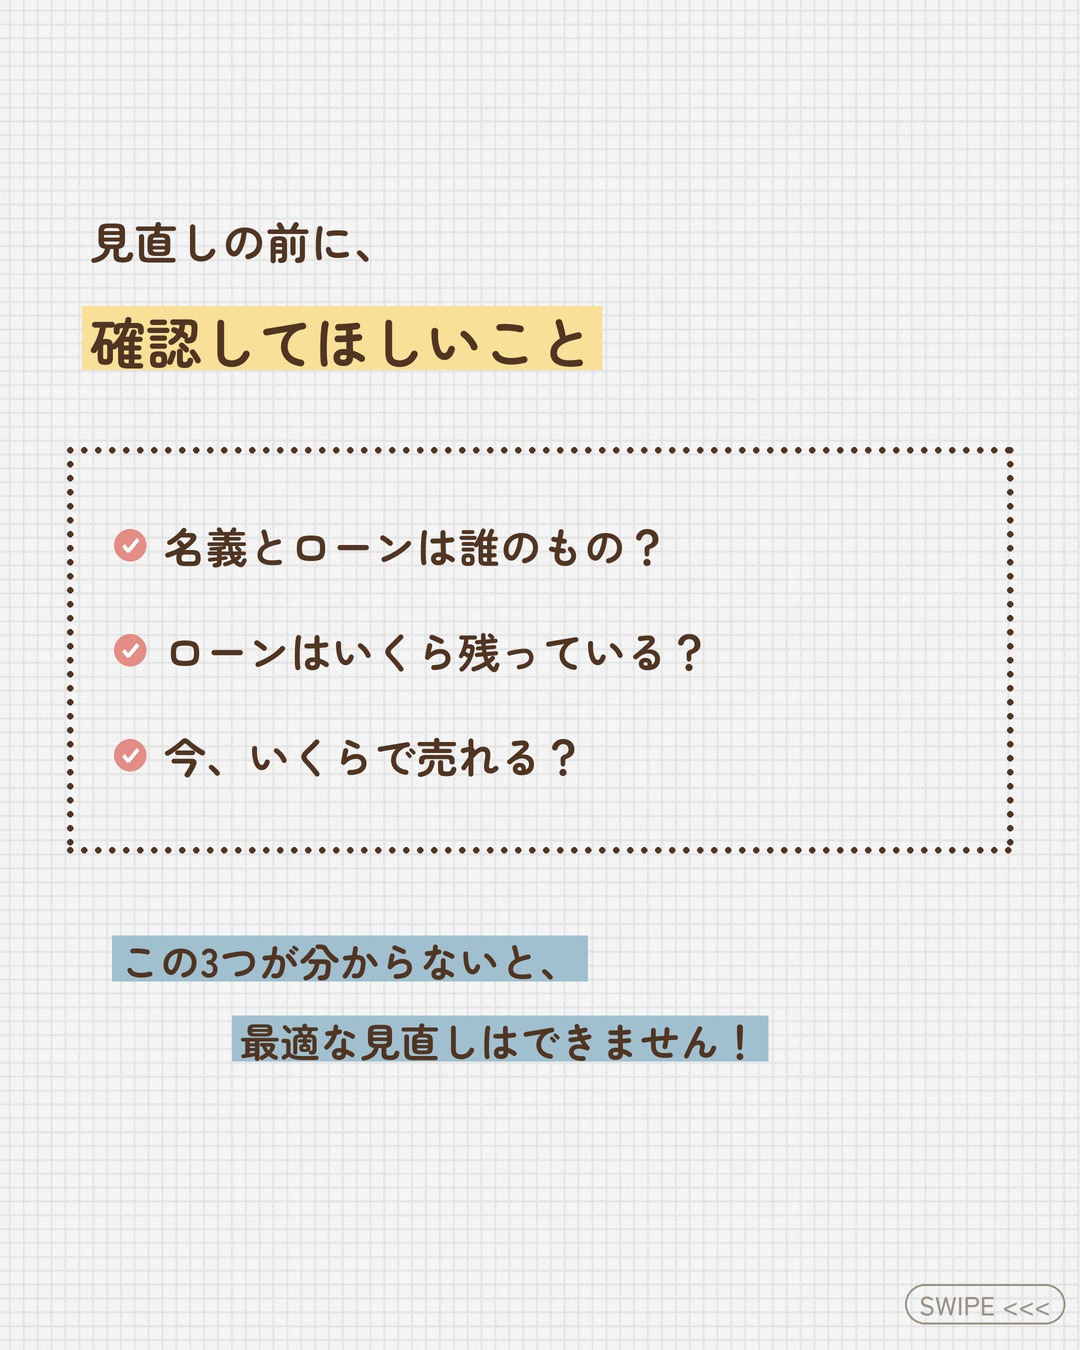 見直しの前に、
確認してほしいこと
名義とローンは誰のもの？
ローンはいくら残っている？
今、いくらで売れる？
この3つが分からないと、
最適な見直しはできません！
SWIPE <<<